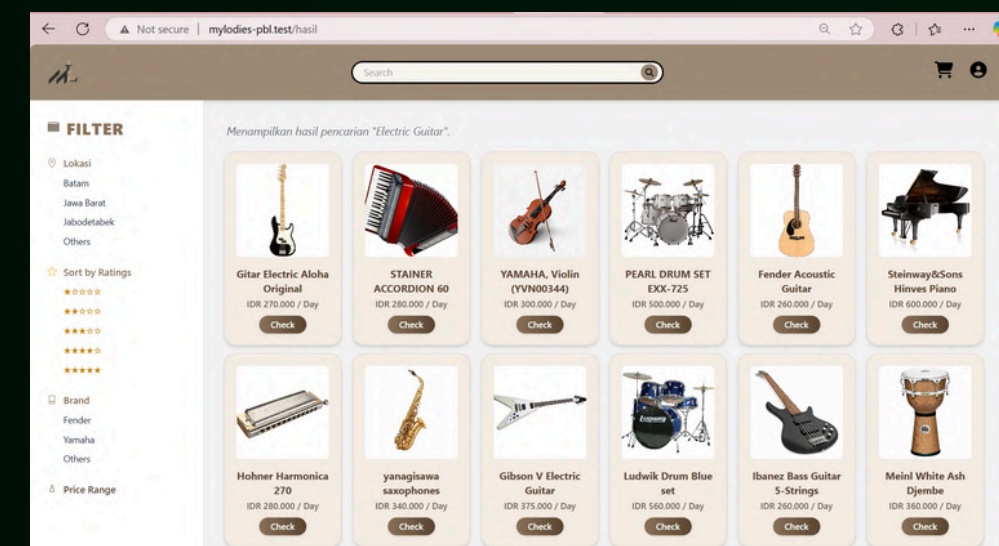 Not secure | mylodies-pbl.test/hasil
Search
FILTER
Lokasi
Batam
Jawa Barat
Jabodetabek
Others
Sort by Ratings
Brand
Fender
Yamaha
Others
Price Range
Menampilkan hasil pencarian "Electric Guitar".
Gitar Electric Aloha
Original
IDR 270.000 / Day
Check
STAINER
ACCORDION 60
IDR 280.000 / Day
Check
YAMAHA, Violin
(YVN00344)
IDR 300.000 / Day
Check
PEARL DRUM SET
EXX-725
IDR 500.000 / Day
Check
Fender Acoustic
Guitar
IDR 260.000 / Day
Check
Steinway&Sons
Hinves Piano
IDR 600.000 / Day
Check
Hohner Harmonica
270
IDR 280.000 / Day
Check
yanagisawa
saxophones
IDR 340.000 / Day
Check
Gibson V Electric
Guitar
IDR 375.000 / Day
Check
Ludwik Drum Blue
set
IDR 560.000 / Day
Check
Ibanez Bass Guitar
5-Strings
IDR 260.000 / Day
Check
Meinl White Ash
Djembe
IDR 360.000 / Day
Check